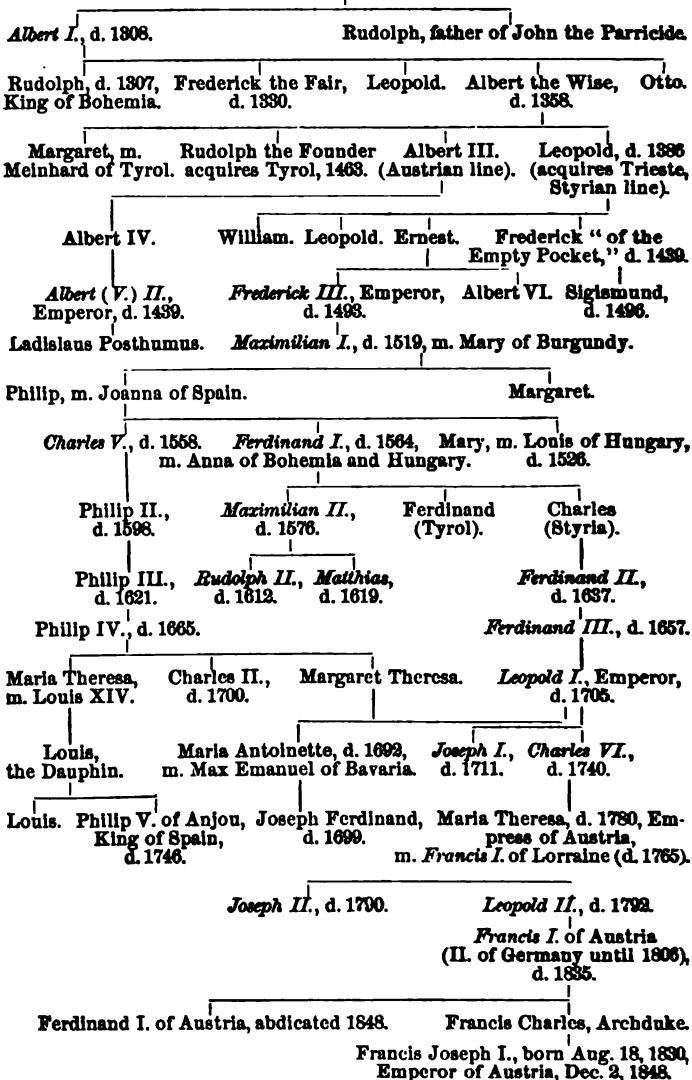 Albert I., d. 1308. Rudolph, father of John the Parricide.
Rudolph, d. 1307, Frederick the Fair, Leopold. Albert the Wise, Otto.
King of Bohemia. d. 1330. d. 1358.
Margaret, m. Rudolph the Founder Albert III. Leopold, d. 1386
Meinhard of Tyrol. acquires Tyrol, 1463. (Austrian line). (acquires Trieste,
Styrian line).
Albert IV. William. Leopold. Ernest. Frederick “ of the
Empty Pocket,” d. 1439.
Albert (V.) II., Frederick III., Emperor, Albert VI. Sigismund,
Emperor, d. 1439. d. 1493. d. 1496.
Ladislaus Posthumus. Maximilian I., d. 1519, m. Mary of Burgundy.
Philip, m. Joanna of Spain. Margaret.
Charles V., d. 1558. Ferdinand I., d. 1564, Mary, m. Louis of Hungary,
m. Anna of Bohemia and Hungary. d. 1526.
Philip II., Maximilian II., Ferdinand Charles
d. 1598. d. 1576. (Tyrol). (Styria).
Philip III., Rudolph II., Matthias, Ferdinand II.,
d. 1621. d. 1612. d. 1619. d. 1637.
Philip IV., d. 1665. Ferdinand III., d. 1657.
Maria Theresa, Charles II., Margaret Theresa. Leopold I., Emperor,
m. Louis XIV. d. 1700. d. 1705.
Louis, Maria Antoinette, d. 1692, Joseph I., Charles VI.,
the Dauphin. m. Max Emanuel of Bavaria. d. 1711. d. 1740.
Louis. Philip V. of Anjou, Joseph Ferdinand, Maria Theresa, d. 1780, Em-
King of Spain, d. 1699. press of Austria,
d. 1746. m. Francis I. of Lorraine (d. 1765).
Joseph II., d. 1790. Leopold II., d. 1792.
Francis I. of Austria
(II. of Germany until 1806),
d. 1835.
Ferdinand I. of Austria, abdicated 1848. Francis Charles, Archduke.
Francis Joseph I., born Aug. 18, 1830,
Emperor of Austria, Dec. 2, 1848.